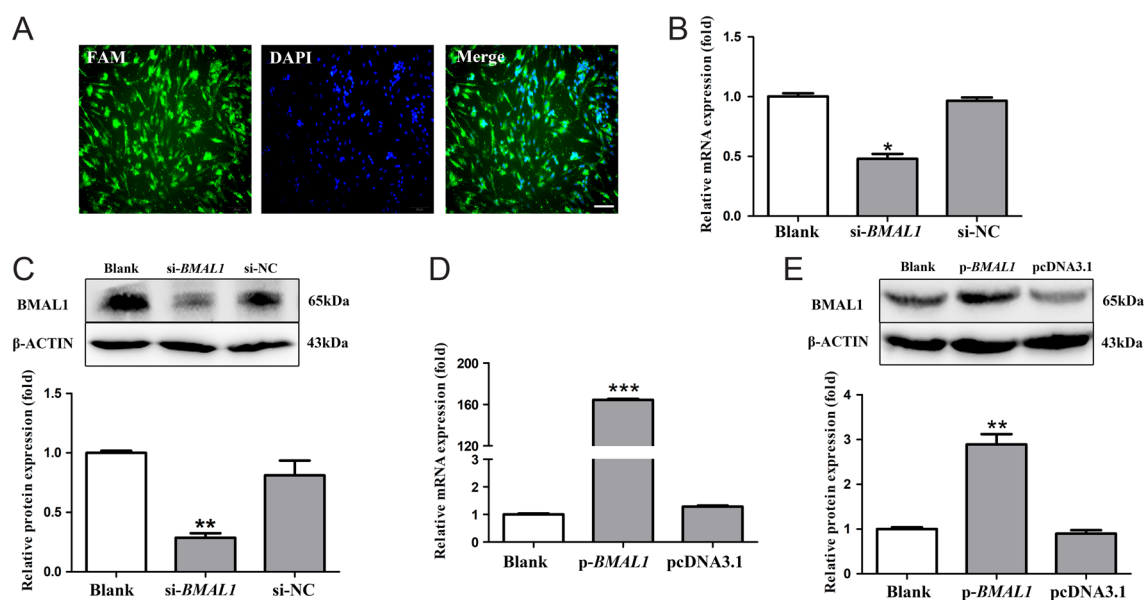 A
FAM
DAPI
Merge
B
Relative mRNA expression (fold)
1.5
1.0
0.5
0.0
Blank
si-BMAL1
si-NC
*
C
Blank
si-BMAL1
si-NC
BMAL1
65kDa
β-ACTIN
43kDa
Relative protein expression (fold)
1.5
1.0
0.5
0.0
**
Blank
si-BMAL1
si-NC
D
Relative mRNA expression (fold)
200
160
120
3
2
1
0
***
Blank
p-BMAL1
pcDNA3.1
E
Blank
p-BMAL1
pcDNA3.1
BMAL1
65kDa
β-ACTIN
43kDa
Relative protein expression (fold)
4
3
2
1
0
**
Blank
p-BMAL1
pcDNA3.1